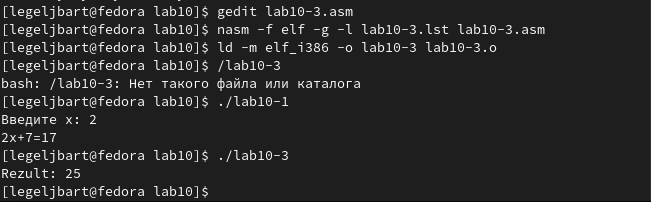 [legeljbart@fedora lab10]$ gedit lab10-3.asm
[legeljbart@fedora lab10]$ nasm -f elf -g -l lab10-3.lst lab10-3.asm
[legeljbart@fedora lab10]$ ld -m elf_i386 -o lab10-3 lab10-3.o
[legeljbart@fedora lab10]$ /lab10-3
bash: /lab10-3: Нет такого файла или каталога
[legeljbart@fedora lab10]$ ./lab10-1
Введите x: 2
2x+7=17
[legeljbart@fedora lab10]$ ./lab10-3
Rezult: 25
[legeljbart@fedora lab10]$